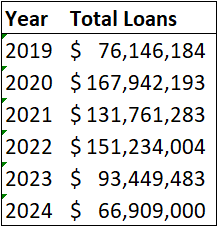 Year Total Loans
2019 $ 76,146,184
2020 $ 167,942,193
2021 $ 131,761,283
2022 $ 151,234,004
2023 $ 93,449,483
2024 $ 66,909,000